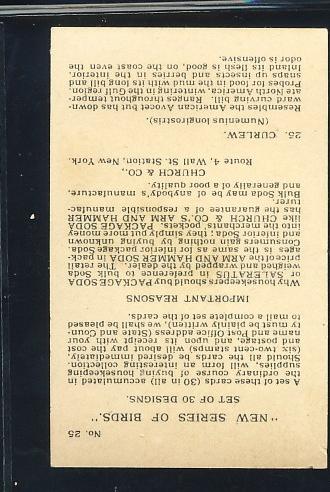 No. 25
"NEW SERIES OF BIRDS."
SET OF 30 DESIGNS.
A set of these cards (30 in all) accumulated in
the ordinary course of buying housekeeping
supplies, will form an interesting collection.
Should all the cards be desired immediately,
(six two-cent stamps) will about pay the cost
and postage, and upon its receipt with your
name and Post Office address (State and Coun-
ty must be plainly written), we shall be pleased
to mail a complete set of the cards.
IMPORTANT REASONS
Why housekeepers should buy PACKAGE SODA
or SALERATUS in preference to bulk Soda
weighed and wrapped by the dealer. The retail
price of the ARM AND HAMMER SODA in pack-
ages is the same as for inferior package Soda.
Consumers gain nothing by buying unknown
and inferior Soda; they simply put more money
into the merchants' pockets. PACKAGE SODA
like CHURCH & CO.'S ARM AND HAMMER
has the guarantee of a responsible manufac-
turer.
Bulk Soda may be of anybody's manufacture,
and generally of a poor quality.
CHURCH & CO.,
Route 4, Wall St. Station, New York.
25. CURLEW.
(Numenius longirostris).
Resembles the American Avocet but has down-
ward curving bill. Ranges throughout temper-
ate North America, wintering in the Gulf region.
Probes for food in the mud with its long bill and
snaps up insects and berries in the interior.
Inland its flesh is good, on the coast even the
odor is offensive.